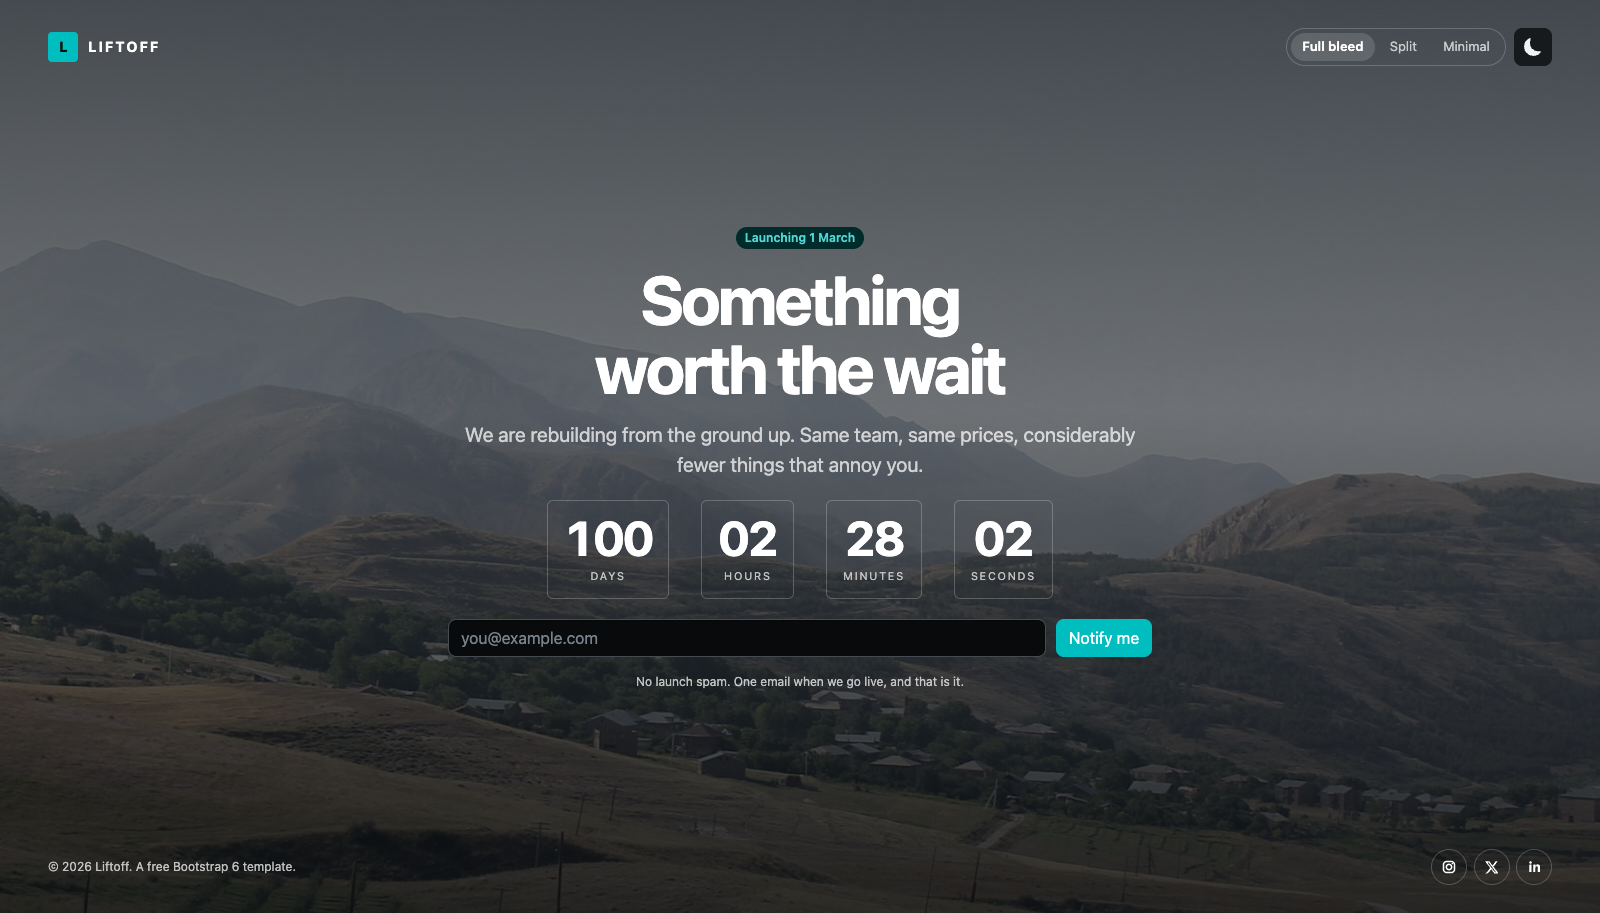 L LIFTOFF
Full bleed Split Minimal
Launching 1 March
Something
worth the wait
We are rebuilding from the ground up. Same team, same prices, considerably
fewer things that annoy you.
100 02 28 02
DAYS HOURS MINUTES SECONDS
you@example.com Notify me
No launch spam. One email when we go live, and that is it.
© 2026 Liftoff. A free Bootstrap 6 template.